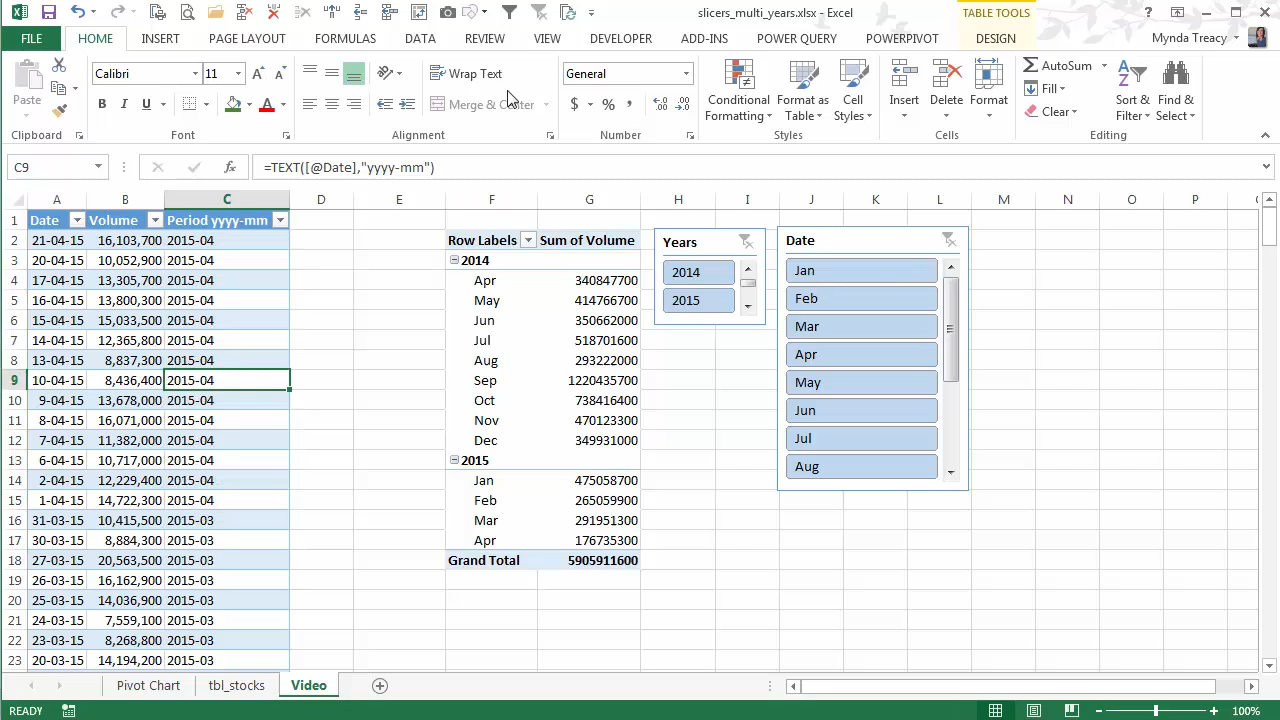 slicers_multi_years.xlsx - Excel
TABLE TOOLS
FILE HOME INSERT PAGE LAYOUT FORMULAS DATA REVIEW VIEW DEVELOPER ADD-INS POWER QUERY POWERPIVOT DESIGN Mynda Treacy
Calibri 11 Wrap Text General AutoSum
Paste Conditional Formatting Format as Table Cell Styles Insert Delete Format Fill Sort & Filter Find & Select
B I U Merge & Center $ % , Clear
Clipboard Font Alignment Number Styles Cells Editing
C9 fx =TEXT([@Date],"yyyy-mm")
A B C D E F G H I J K L M N O P
1 Date Volume Period yyyy-mm
2 21-04-15 16,103,700 2015-04 Row Labels Sum of Volume Years Date
3 20-04-15 10,052,900 2015-04 2014 2014 Jan
4 17-04-15 13,305,700 2015-04 Apr 340847700
5 16-04-15 13,800,300 2015-04 May 414766700 2015 Feb
6 15-04-15 15,033,500 2015-04 Jun 350662000 Mar
7 14-04-15 12,365,800 2015-04 Jul 518701600
8 13-04-15 8,837,300 2015-04 Aug 293222000 Apr
9 10-04-15 8,436,400 2015-04 Sep 1220435700 May
10 9-04-15 13,678,000 2015-04 Oct 738416400 Jun
11 8-04-15 16,071,000 2015-04 Nov 470123300
12 7-04-15 11,382,000 2015-04 Dec 349931000 Jul
13 6-04-15 10,717,000 2015-04 2015 Aug
14 2-04-15 12,229,400 2015-04 Jan 475058700
15 1-04-15 14,722,300 2015-04 Feb 265059900
16 31-03-15 10,415,500 2015-03 Mar 291951300
17 30-03-15 8,884,300 2015-03 Apr 176735300
18 27-03-15 20,563,500 2015-03 Grand Total 5905911600
19 26-03-15 16,162,900 2015-03
20 25-03-15 14,036,900 2015-03
21 24-03-15 7,559,100 2015-03
22 23-03-15 8,268,800 2015-03
23 20-03-15 14,194,200 2015-03
Pivot Chart tbl_stocks Video
READY 100%